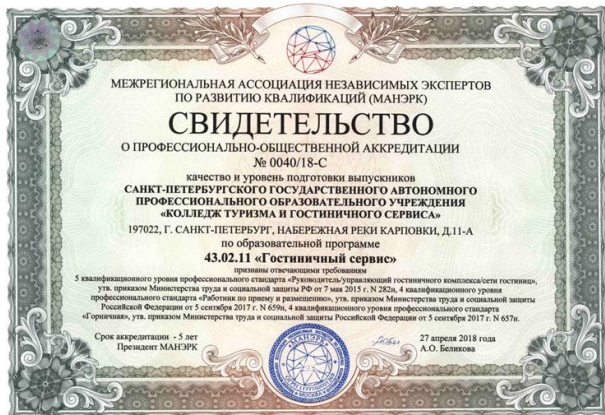 МЕЖРЕГИОНАЛЬНАЯ АССОЦИАЦИЯ НЕЗАВИСИМЫХ ЭКСПЕРТОВ
ПО РАЗВИТИЮ КВАЛИФИКАЦИЙ (МАНЭРК)
СВИДЕТЕЛЬСТВО
О ПРОФЕССИОНАЛЬНО-ОБЩЕСТВЕННОЙ АККРЕДИТАЦИИ
№ 0040/18-С
качество и уровень подготовки выпускников
САНКТ-ПЕТЕРБУРГСКОГО ГОСУДАРСТВЕННОГО АВТОНОМНОГО
ПРОФЕССИОНАЛЬНОГО ОБРАЗОВАТЕЛЬНОГО УЧРЕЖДЕНИЯ
«КОЛЛЕДЖ ТУРИЗМА И ГОСТИНИЧНОГО СЕРВИСА»
197022, Г. САНКТ-ПЕТЕРБУРГ, НАБЕРЕЖНАЯ РЕКИ КАРПОВКИ, Д.11-А
по образовательной программе
43.02.11 «Гостиничный сервис»
признаны отвечающими требованиям
5 квалификационного уровня профессионального стандарта «Руководитель/управляющий гостиничного комплекса/сети гостиниц»,
утв. приказом Министерства труда и социальной защиты РФ от 7 мая 2015 г. N 282н, 4 квалификационного уровня
профессионального стандарта «Работник по приему и размещению», утв. приказом Министерства труда и социальной защиты
Российской Федерации от 5 сентября 2017 г. N 659н, 4 квалификационного уровня профессионального стандарта
«Горничная», утв. приказом Министерства труда и социальной защиты Российской Федерации от 5 сентября 2017 г. N 657н.
Срок аккредитации - 5 лет
Президент МАНЭРК
МАНЭРК
27 апреля 2018 года
А.О. Беликова